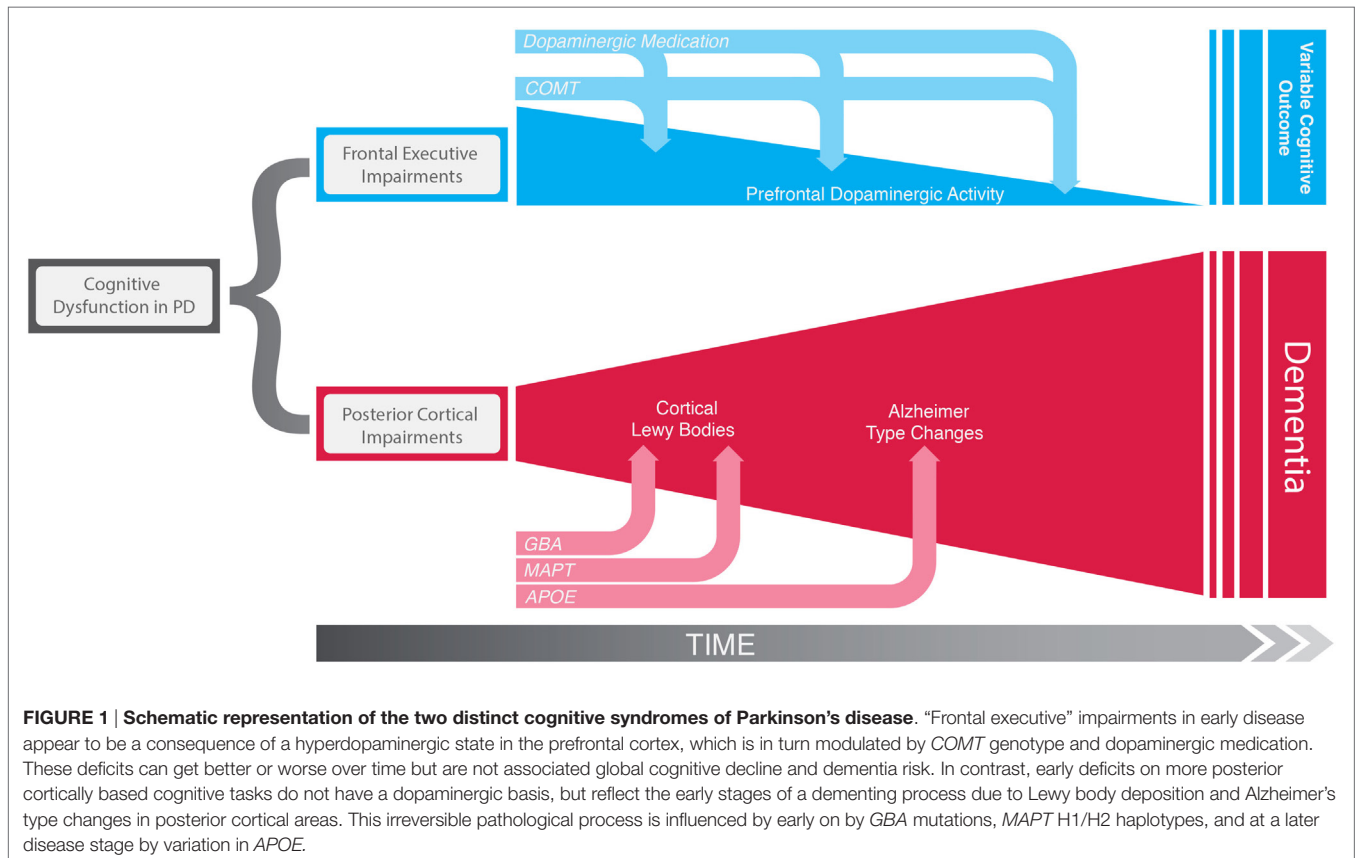 Dopaminergic Medication
COMT
Frontal Executive
Impairments
Prefrontal Dopaminergic Activity
Variable Cognitive
Outcome
Cognitive
Dysfunction in PD
Posterior Cortical
Impairments
Cortical
Lewy Bodies
Alzheimer
Type Changes
Dementia
GBA
MAPT
APOE
TIME
FIGURE 1 | Schematic representation of the two distinct cognitive syndromes of Parkinson's disease. “Frontal executive” impairments in early disease
appear to be a consequence of a hyperdopaminergic state in the prefrontal cortex, which is in turn modulated by COMT genotype and dopaminergic medication.
These deficits can get better or worse over time but are not associated global cognitive decline and dementia risk. In contrast, early deficits on more posterior
cortically based cognitive tasks do not have a dopaminergic basis, but reflect the early stages of a dementing process due to Lewy body deposition and Alzheimer's
type changes in posterior cortical areas. This irreversible pathological process is influenced by early on by GBA mutations, MAPT H1/H2 haplotypes, and at a later
disease stage by variation in APOE.